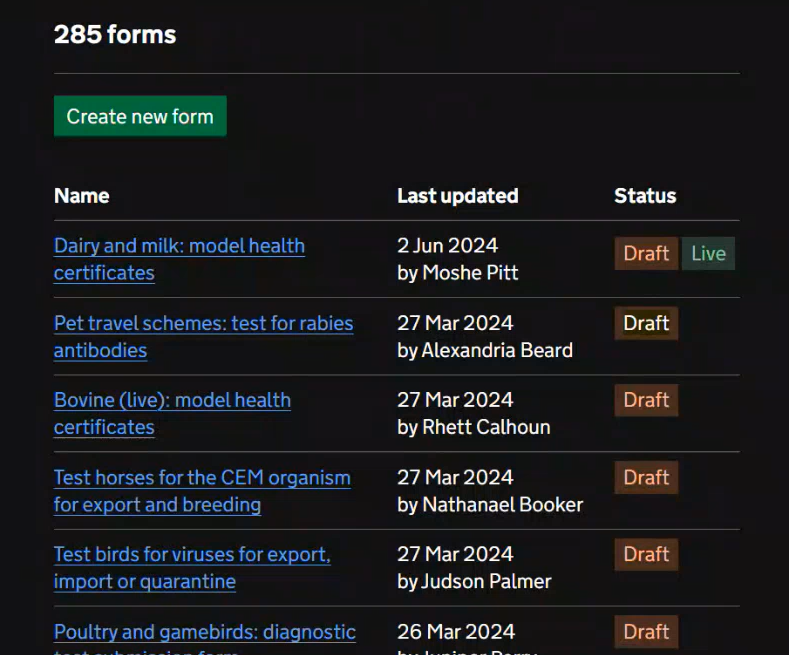 285 forms
Create new form
Name Last updated Status
Dairy and milk: model health 2 Jun 2024 Draft Live
certificates by Moshe Pitt
Pet travel schemes: test for rabies 27 Mar 2024 Draft
antibodies by Alexandria Beard
Bovine (live): model health 27 Mar 2024 Draft
certificates by Rhett Calhoun
Test horses for the CEM organism 27 Mar 2024 Draft
for export and breeding by Nathanael Booker
Test birds for viruses for export, 27 Mar 2024 Draft
import or quarantine by Judson Palmer
Poultry and gamebirds: diagnostic 26 Mar 2024 Draft
test submission form by Juniper